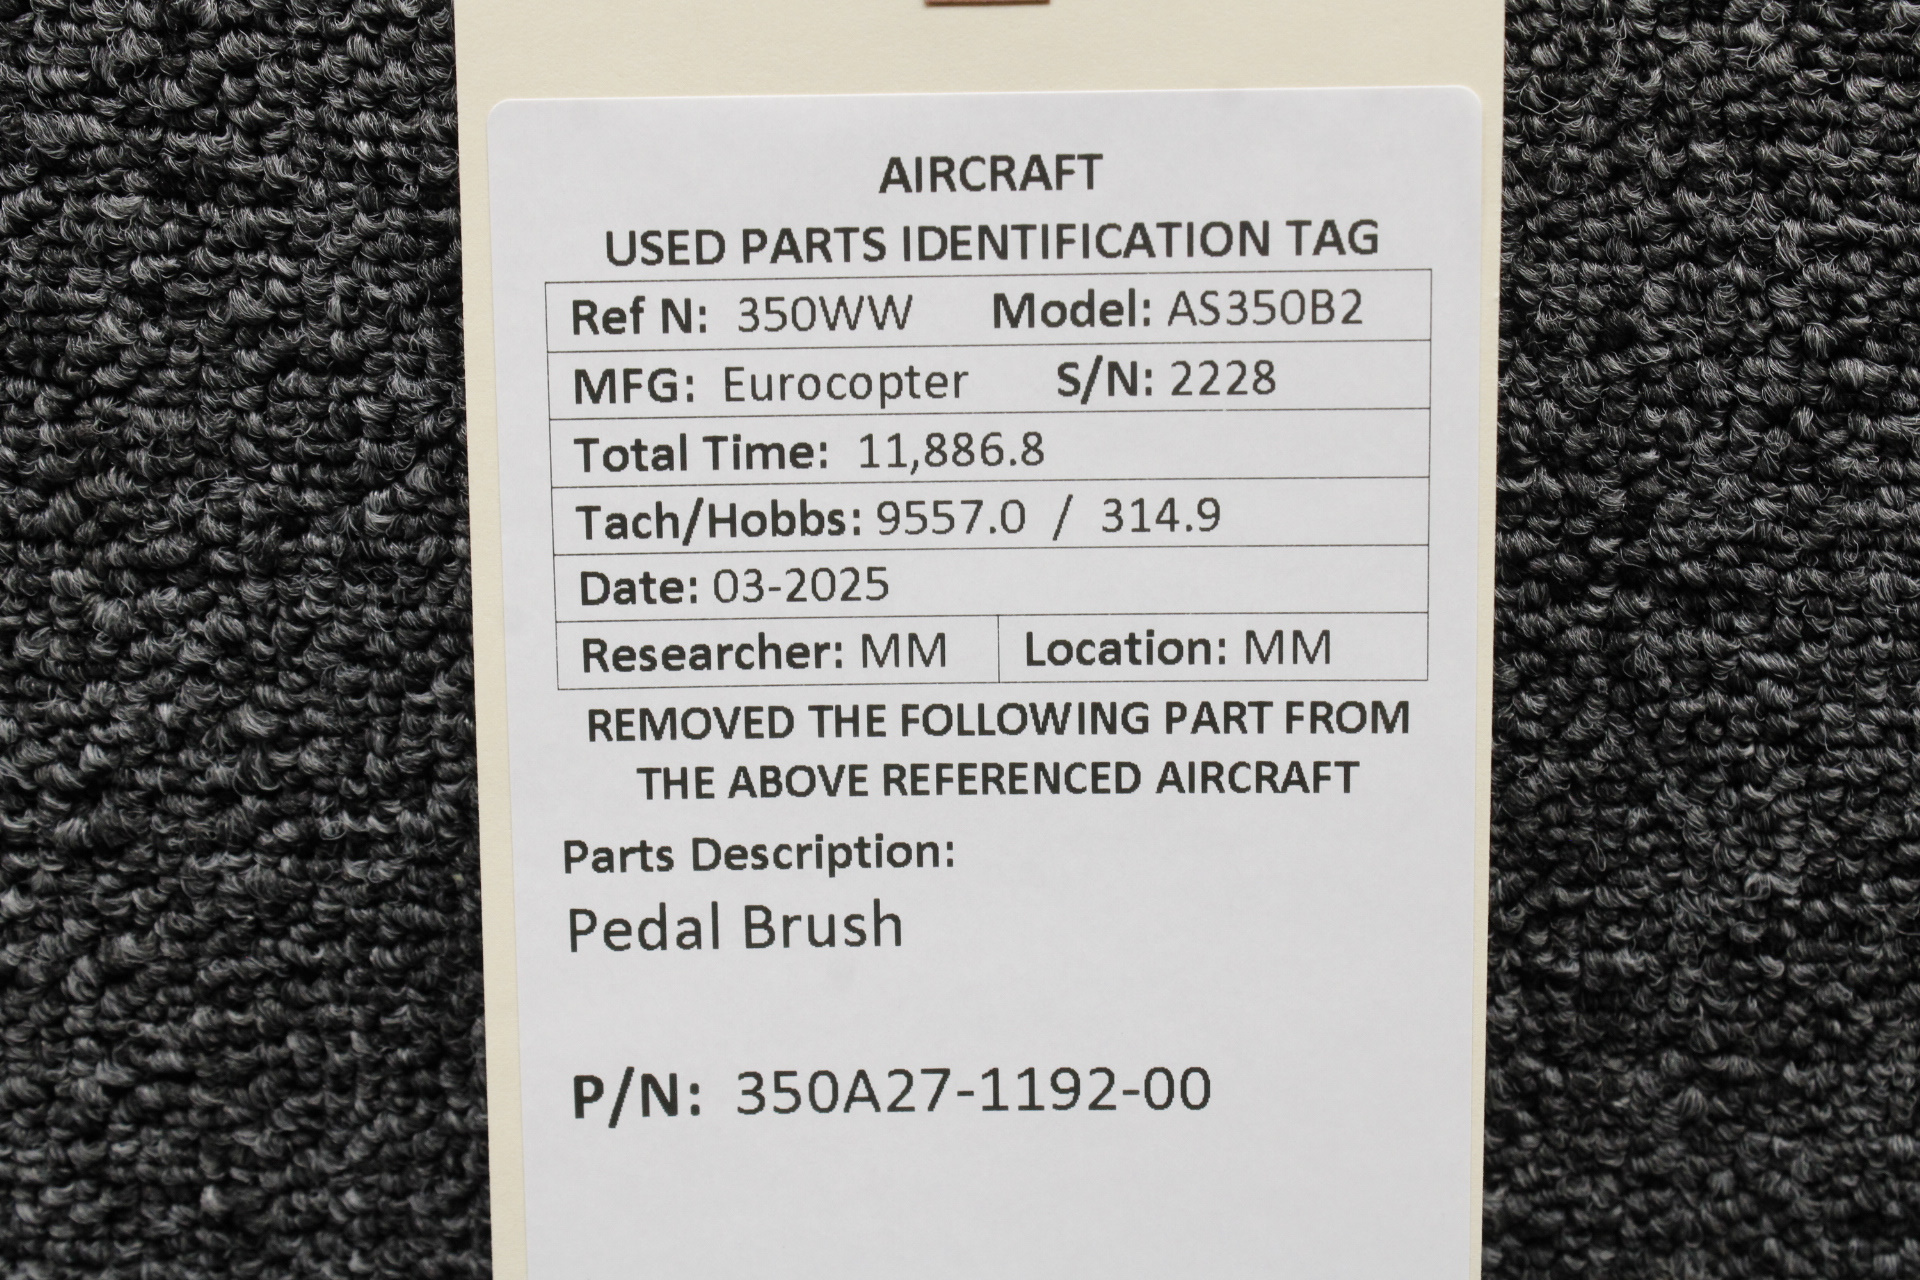 AIRCRAFT
USED PARTS IDENTIFICATION TAG
Ref N: 350WW Model: AS350B2
MFG: Eurocopter S/N: 2228
Total Time: 11,886.8
Tach/Hobbs: 9557.0 / 314.9
Date: 03-2025
Researcher: MM Location: MM
REMOVED THE FOLLOWING PART FROM
THE ABOVE REFERENCED AIRCRAFT
Parts Description:
Pedal Brush
P/N: 350A27-1192-00